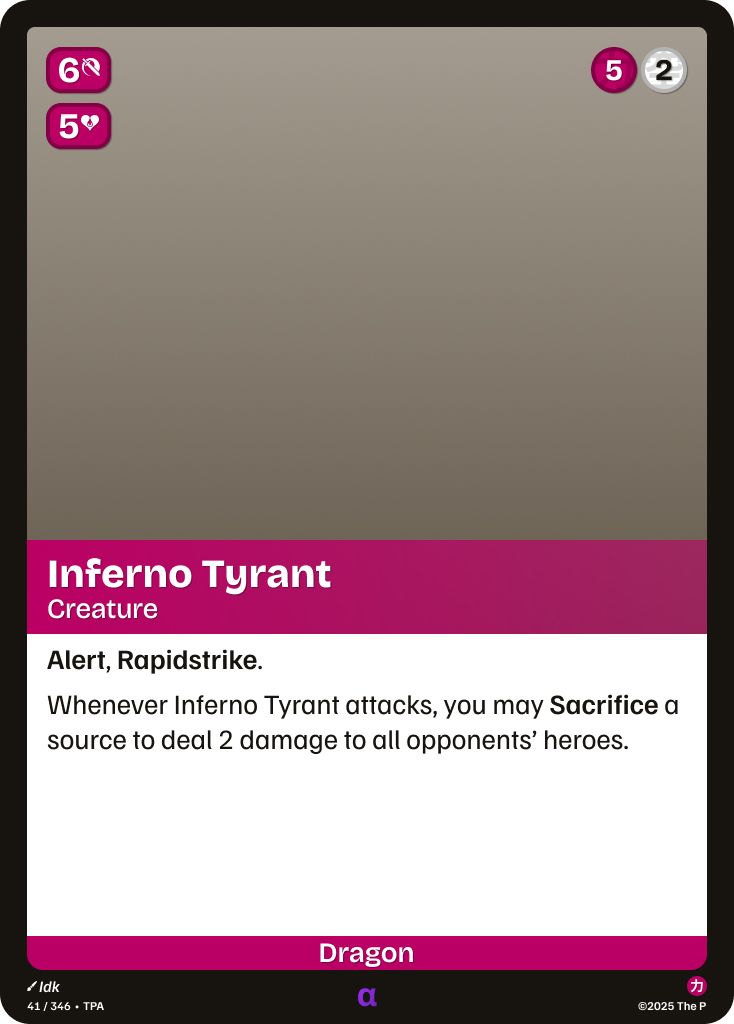 6
5 2
5
Inferno Tyrant
Creature
Alert, Rapidstrike.
Whenever Inferno Tyrant attacks, you may Sacrifice a
source to deal 2 damage to all opponents’ heroes.
Dragon
Idk
41 / 346 • TPA
α
力
©2025 The P